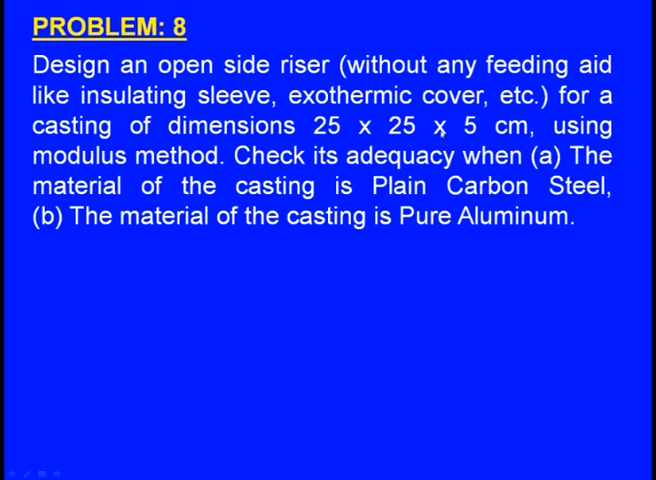 PROBLEM: 8
Design an open side riser (without any feeding aid
like insulating sleeve, exothermic cover, etc.) for a
casting of dimensions 25 x 25 x 5 cm, using
modulus method. Check its adequacy when (a) The
material of the casting is Plain Carbon Steel,
(b) The material of the casting is Pure Aluminum.